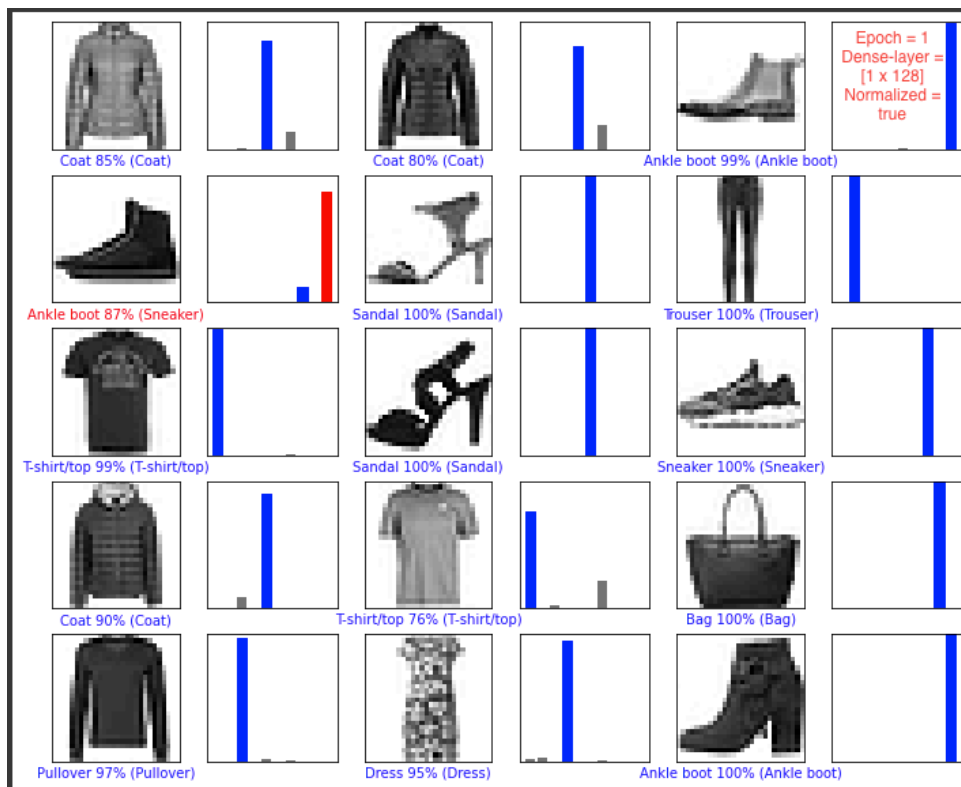 Epoch = 1
Dense-layer =
[1 x 128]
Normalized =
true
Coat 85% (Coat)
Coat 80% (Coat)
Ankle boot 99% (Ankle boot)
Ankle boot 87% (Sneaker)
Sandal 100% (Sandal)
Trouser 100% (Trouser)
T-shirt/top 99% (T-shirt/top)
Sandal 100% (Sandal)
Sneaker 100% (Sneaker)
Coat 90% (Coat)
T-shirt/top 76% (T-shirt/top)
Bag 100% (Bag)
Pullover 97% (Pullover)
Dress 95% (Dress)
Ankle boot 100% (Ankle boot)